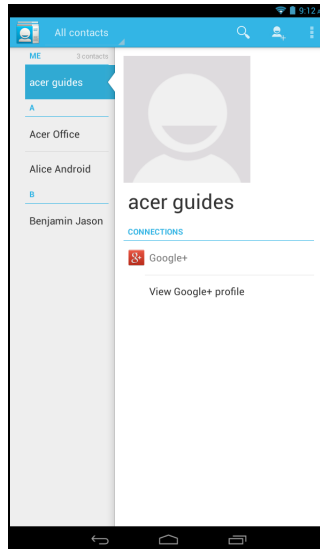 9:12
All contacts
ME 3 contacts
acer guides
A
Acer Office
Alice Android
B
Benjamin Jason
acer guides
CONNECTIONS
Google+
View Google+ profile